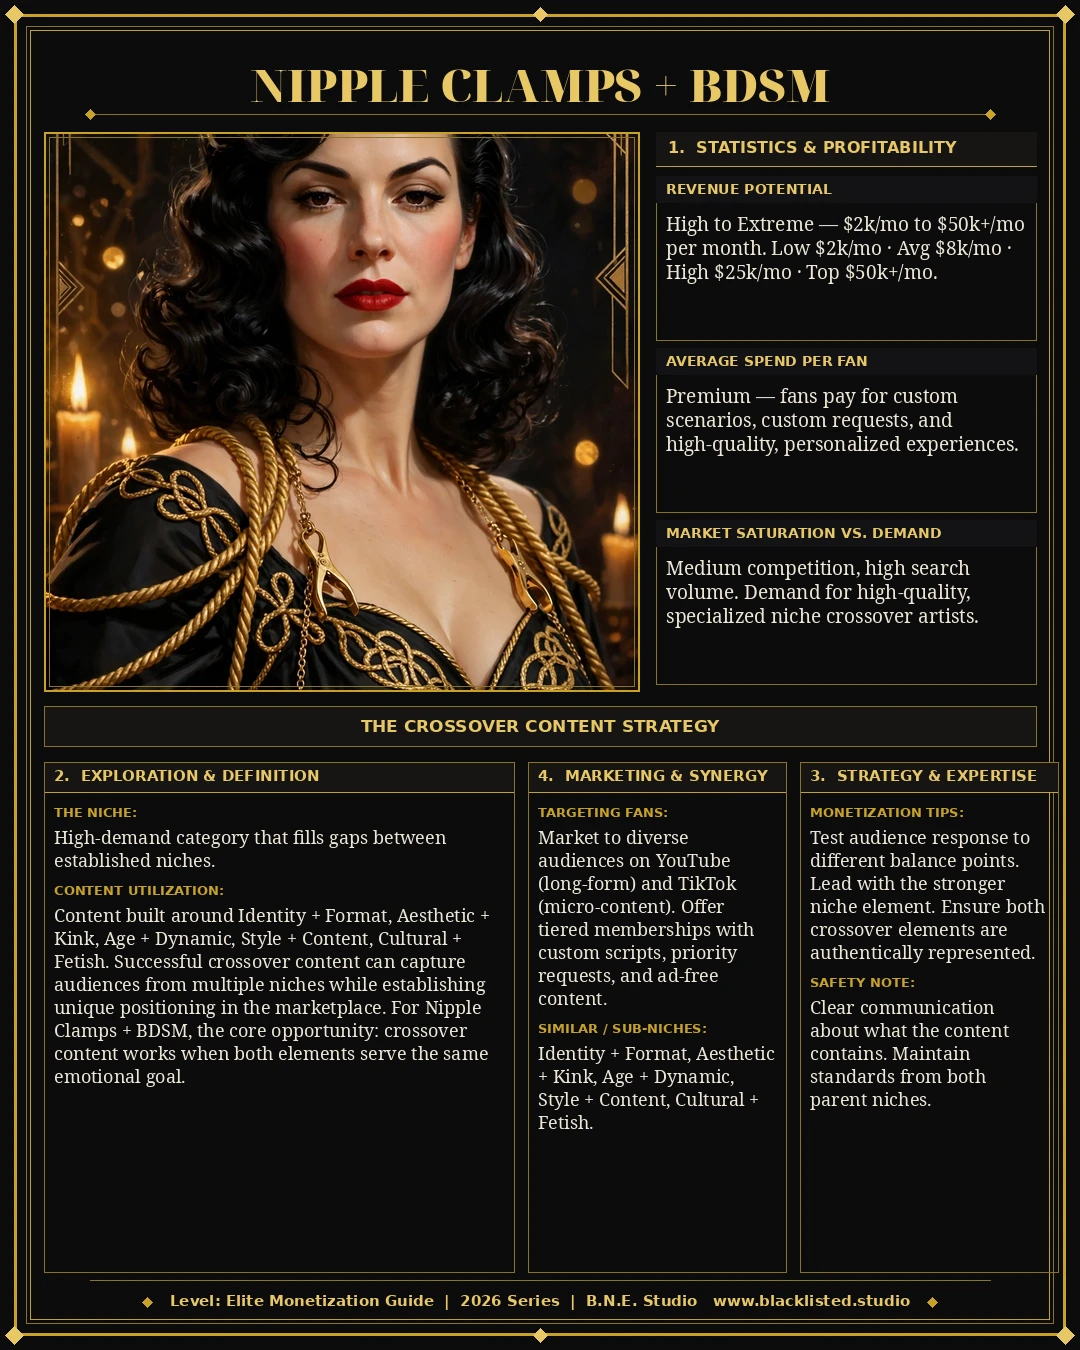 NIPPLE CLAMPS + BDSM
1. STATISTICS & PROFITABILITY
REVENUE POTENTIAL
High to Extreme — $2k/mo to $50k+/mo
per month. Low $2k/mo · Avg $8k/mo ·
High $25k/mo · Top $50k+/mo.
AVERAGE SPEND PER FAN
Premium — fans pay for custom
scenarios, custom requests, and
high-quality, personalized experiences.
MARKET SATURATION VS. DEMAND
Medium competition, high search
volume. Demand for high-quality,
specialized niche crossover artists.
THE CROSSOVER CONTENT STRATEGY
2. EXPLORATION & DEFINITION
THE NICHE:
High-demand category that fills gaps between
established niches.
CONTENT UTILIZATION:
Content built around Identity + Format, Aesthetic +
Kink, Age + Dynamic, Style + Content, Cultural +
Fetish. Successful crossover content can capture
audiences from multiple niches while establishing
unique positioning in the marketplace. For Nipple
Clamps + BDSM, the core opportunity: crossover
content works when both elements serve the same
emotional goal.
4. MARKETING & SYNERGY
TARGETING FANS:
Market to diverse
audiences on YouTube
(long-form) and TikTok
(micro-content). Offer
tiered memberships with
custom scripts, priority
requests, and ad-free
content.
SIMILAR / SUB-NICHES:
Identity + Format, Aesthetic
+ Kink, Age + Dynamic,
Style + Content, Cultural +
Fetish.
3. STRATEGY & EXPERTISE
MONETIZATION TIPS:
Test audience response to
different balance points.
Lead with the stronger
niche element. Ensure both
crossover elements are
authentically represented.
SAFETY NOTE:
Clear communication
about what the content
contains. Maintain
standards from both
parent niches.
Level: Elite Monetization Guide | 2026 Series | B.N.E. Studio www.blacklisted.studio